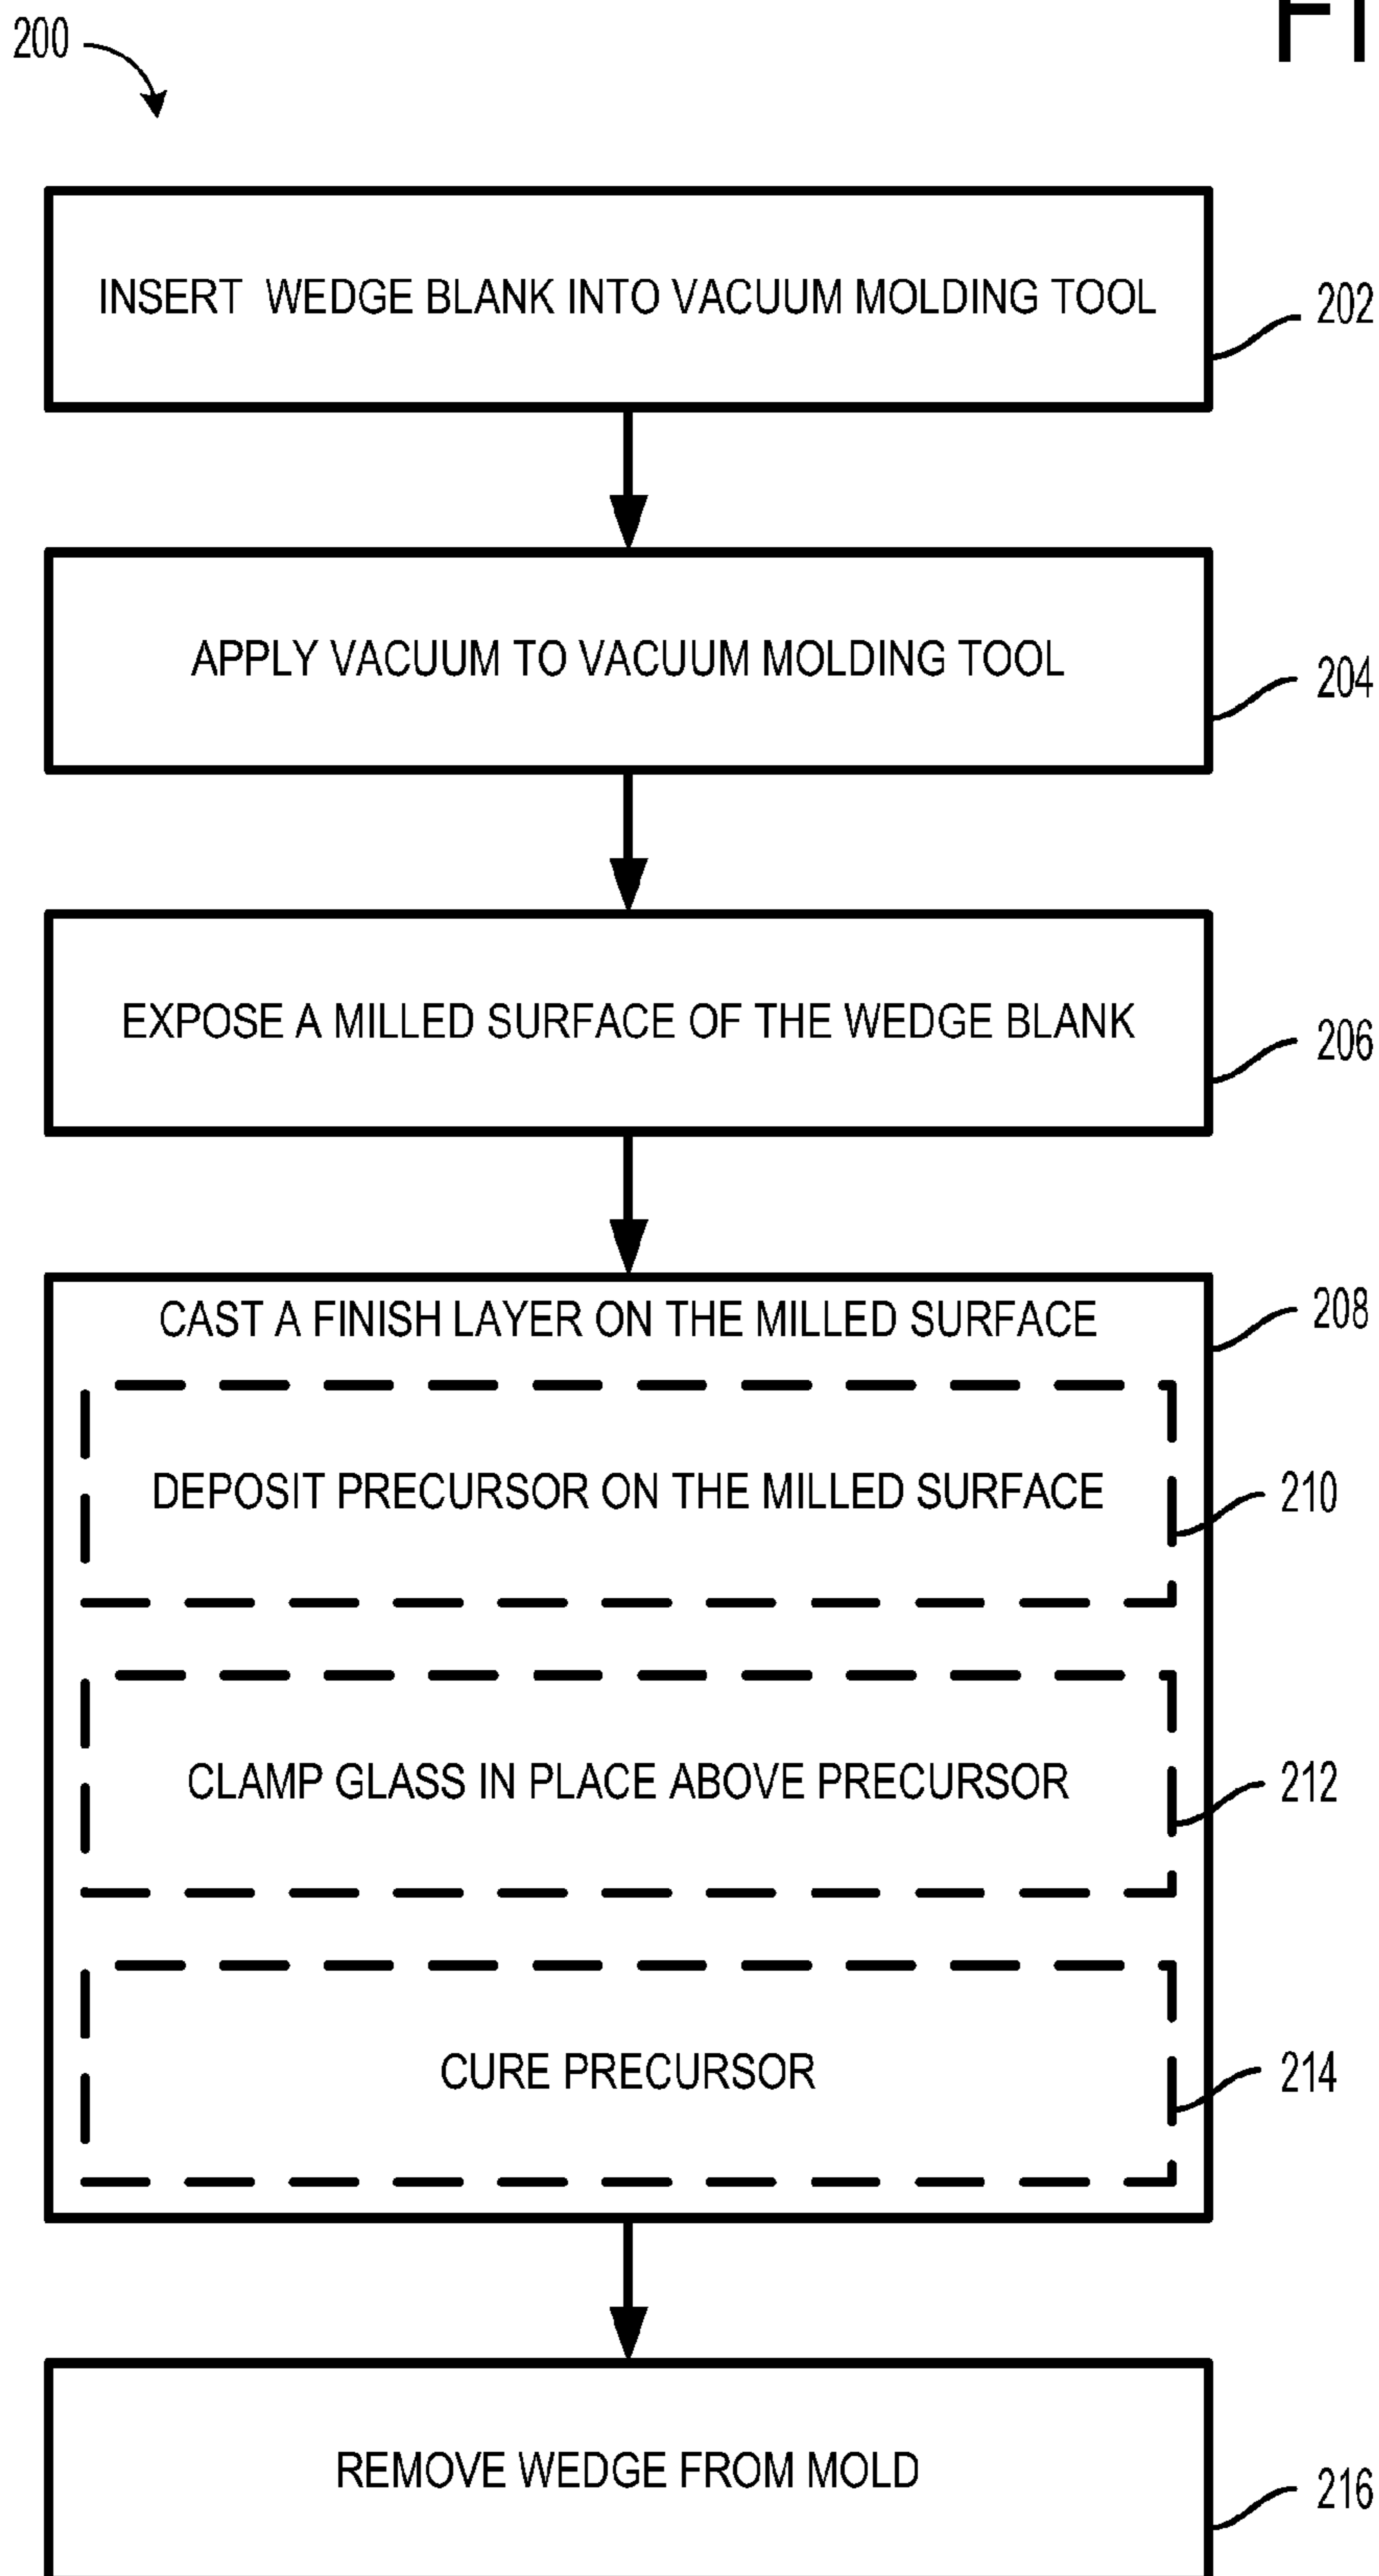 FI
200
INSERT WEDGE BLANK INTO VACUUM MOLDING TOOL
202
APPLY VACUUM TO VACUUM MOLDING TOOL
204
EXPOSE A MILLED SURFACE OF THE WEDGE BLANK
206
CAST A FINISH LAYER ON THE MILLED SURFACE
208
DEPOSIT PRECURSOR ON THE MILLED SURFACE
210
CLAMP GLASS IN PLACE ABOVE PRECURSOR
212
CURE PRECURSOR
214
REMOVE WEDGE FROM MOLD
216